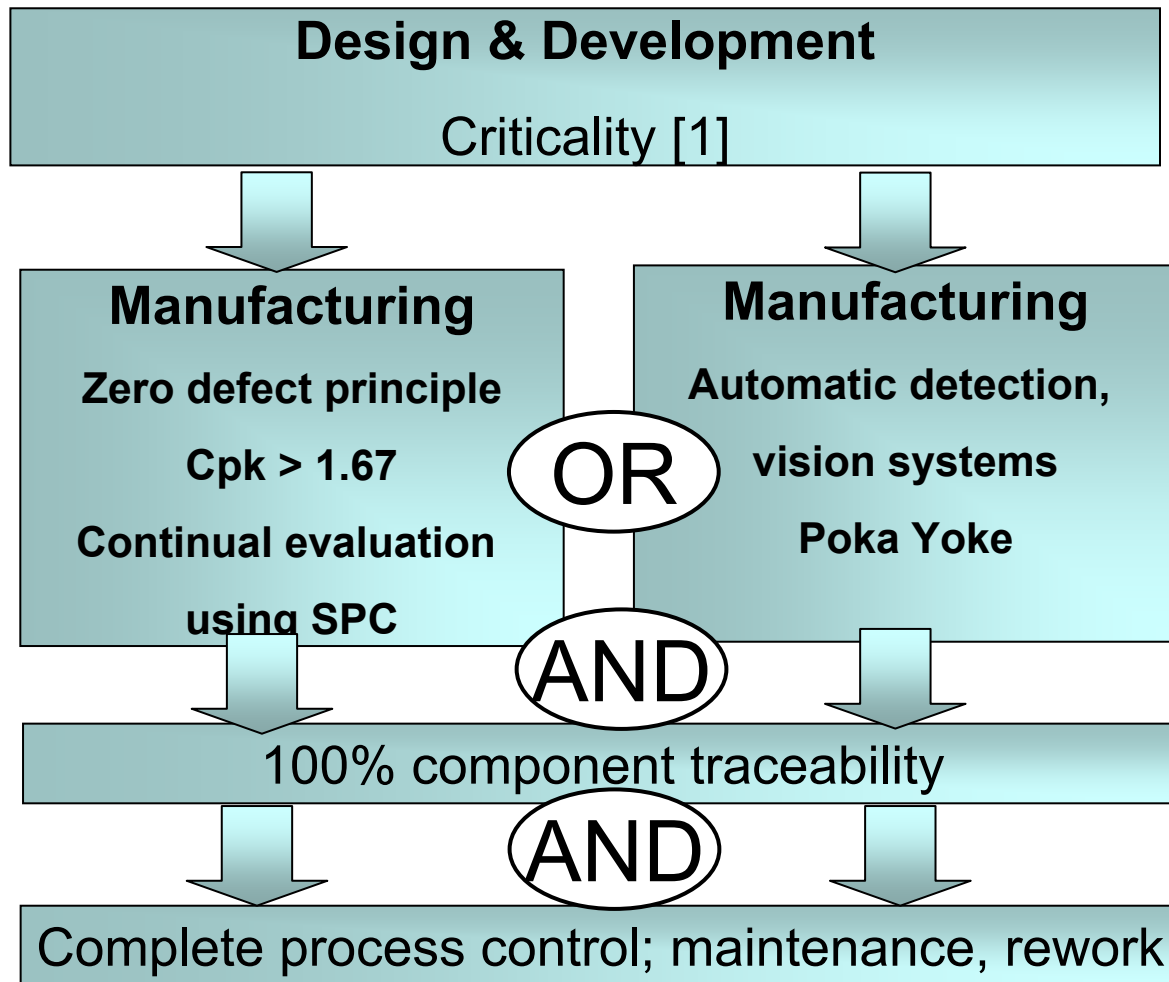 Design & Development
Criticality [1]
Manufacturing
Zero defect principle
Cpk > 1.67
Continual evaluation
using SPC
OR
Manufacturing
Automatic detection,
vision systems
Poka Yoke
AND
100% component traceability
AND
Complete process control; maintenance, rework